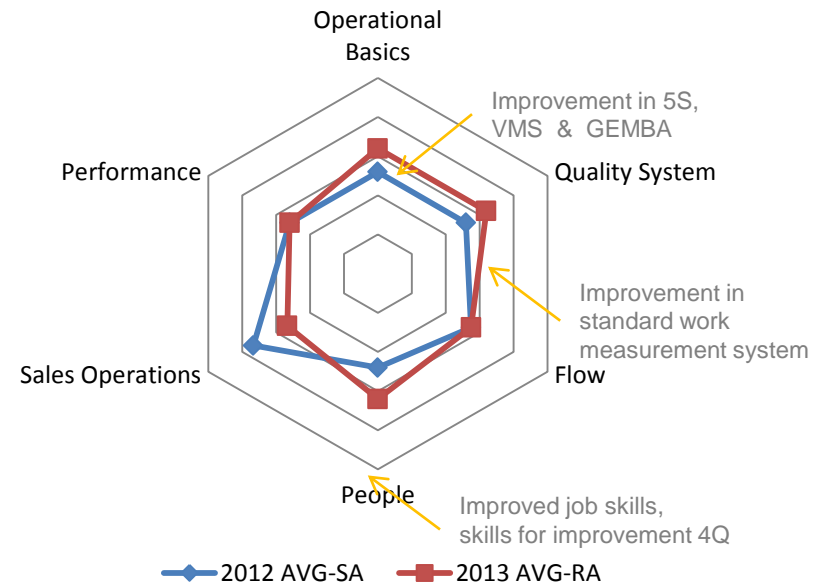 Operational
Basics
Improvement in 5S,
VMS & GEMBA
Performance
Quality System
Improvement in
standard work
measurement system
Sales Operations
Flow
People
Improved job skills,
skills for improvement 4Q
2012 AVG-SA
2013 AVG-RA